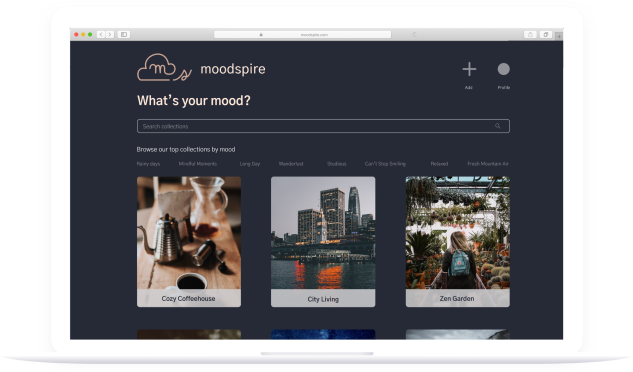 moodspire.com
ms moodspire
Add Profile
What's your mood?
Search collections
Browse our top collections by mood
Rainy days Mindful Moments Long Day Wanderlust Studious Can't Stop Smiling Relaxed Fresh Mountain Air
Cozy Coffeehouse City Living Zen Garden